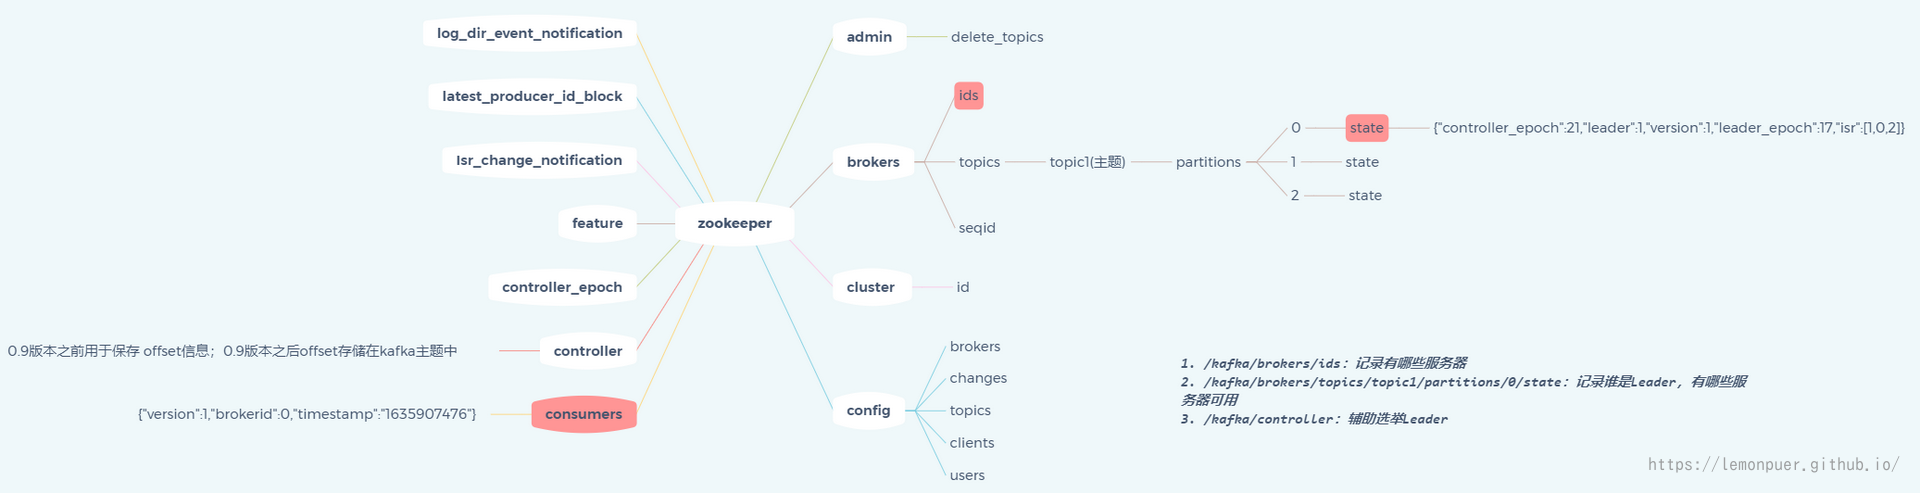 log_dir_event_notification
latest_producer_id_block
Isr_change_notification
feature
controller_epoch
0.9版本之前用于保存 offset信息；0.9版本之后offset存储在kafka主题中
controller
{"version":1,"brokerid":0,"timestamp":"1635907476"}
consumers
zookeeper
admin
delete_topics
brokers
ids
topics
topic1(主题)
partitions
0
state
{"controller_epoch":21,"leader":1,"version":1,"leader_epoch":17,"isr":[1,0,2]}
1
state
2
state
seqid
cluster
id
config
brokers
changes
topics
clients
users
1. /kafka/brokers/ids：记录有哪些服务器
2. /kafka/brokers/topics/topic1/partitions/0/state：记录谁是Leader，有哪些服
务器可用
3. /kafka/controller：辅助选举Leader
https://lemonpuer.github.io/